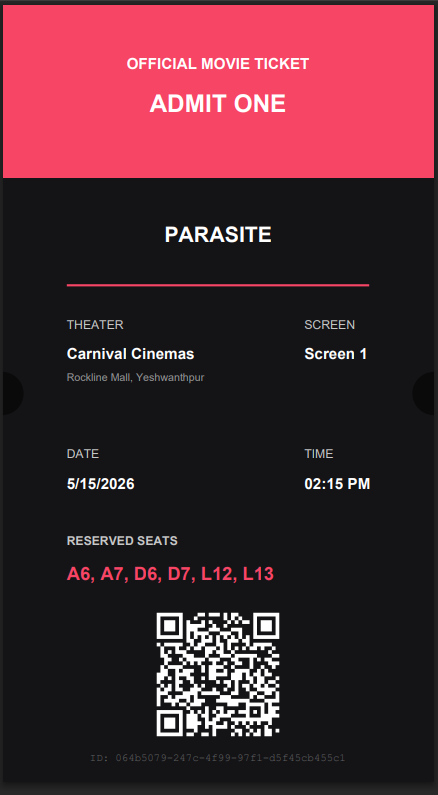 OFFICIAL MOVIE TICKET
ADMIT ONE
PARASITE
THEATER
SCREEN
Carnival Cinemas
Screen 1
Rockline Mall, Yeshwanthpur
DATE
TIME
5/15/2026
02:15 PM
RESERVED SEATS
A6, A7, D6, D7, L12, L13
ID: 064b5079-247c-4f99-97f1-d5f45cb455c1